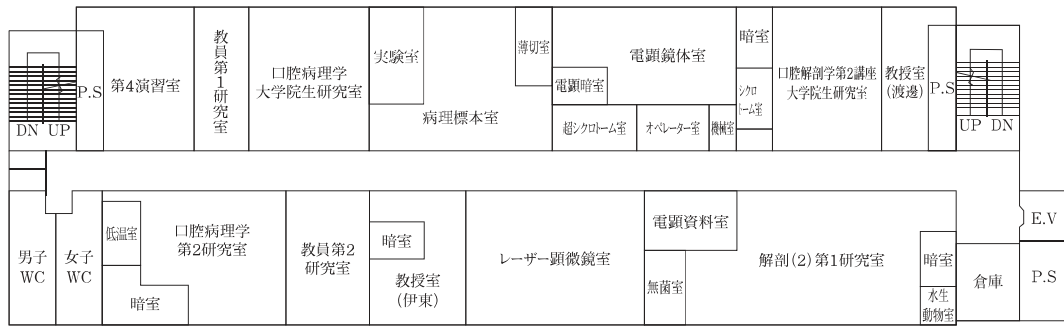 P.S
DN UP
第4演習室
教員第1研究室
口腔病理学
大学院生研究室
実験室
病理標本室
薄切室
電顕鏡体室
電顕暗室
超シクロトーム室
オペレーター室
機械室
暗室
シクロ
トーム室
口腔解剖学第2講座
大学院生研究室
教授室
(渡邊)
P.S
UP DN
男子
WC
女子
WC
低温室
暗室
口腔病理学
第2研究室
教員第2
研究室
暗室
教授室
(伊東)
レーザー顕微鏡室
電顕資料室
無菌室
解剖(2)第1研究室
暗室
水生
動物室
倉庫
E.V
P.S